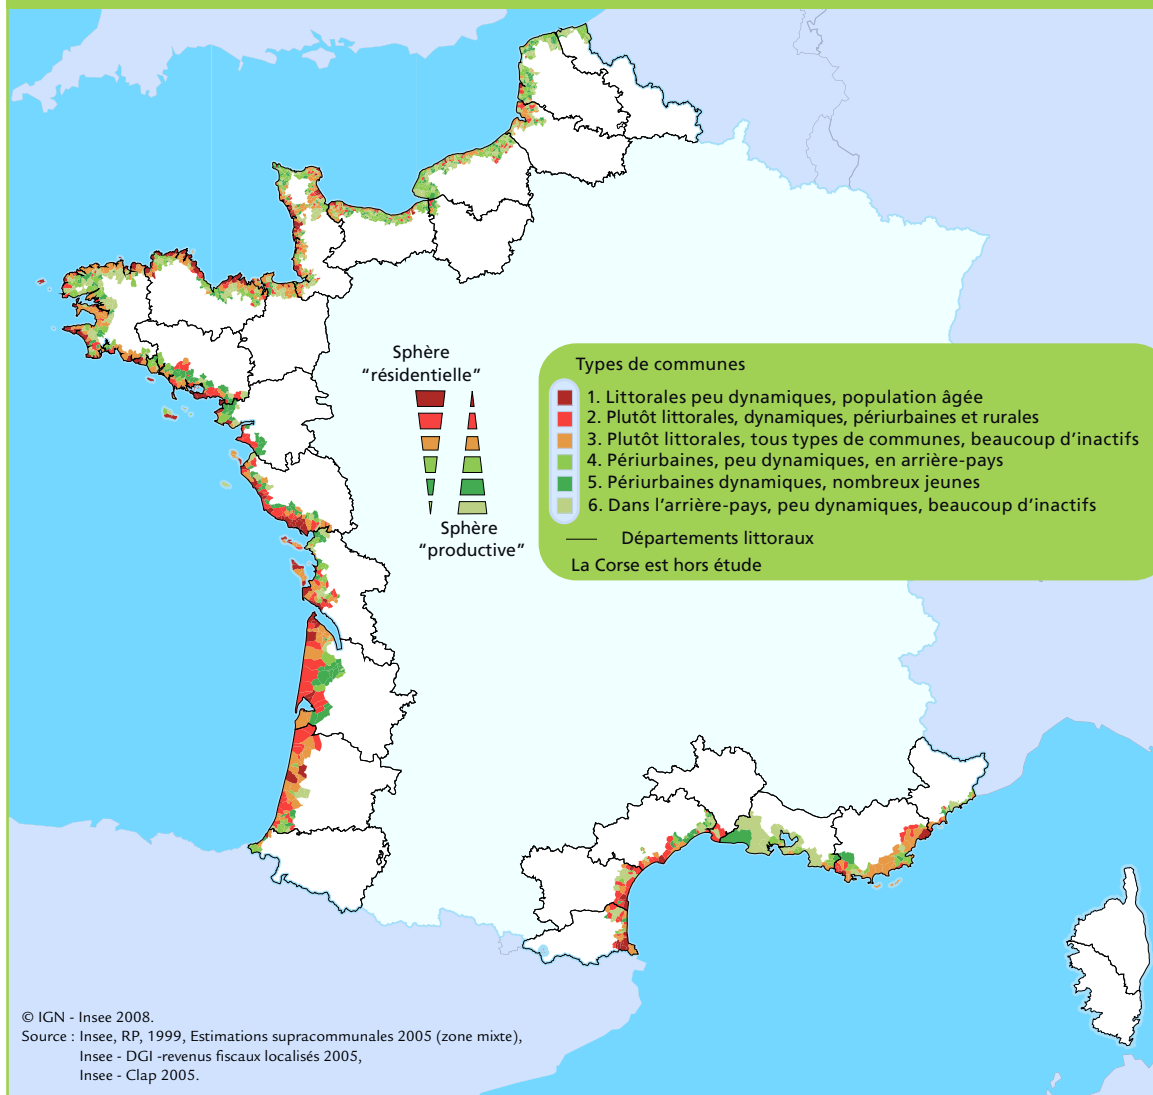 Sphère
“résidentielle”
Sphère
“productive”
Types de communes
1. Littorales peu dynamiques, population âgée
2. Plutôt littorales, dynamiques, périurbaines et rurales
3. Plutôt littorales, tous types de communes, beaucoup d’inactifs
4. Périurbaines, peu dynamiques, en arrière-pays
5. Périurbaines dynamiques, nombreux jeunes
6. Dans l’arrière-pays, peu dynamiques, beaucoup d’inactifs
Départements littoraux
La Corse est hors étude
© IGN - Insee 2008.
Source : Insee, RP, 1999, Estimations supracommunales 2005 (zone mixte),
Insee - DGI -revenus fiscaux localisés 2005,
Insee - Clap 2005.